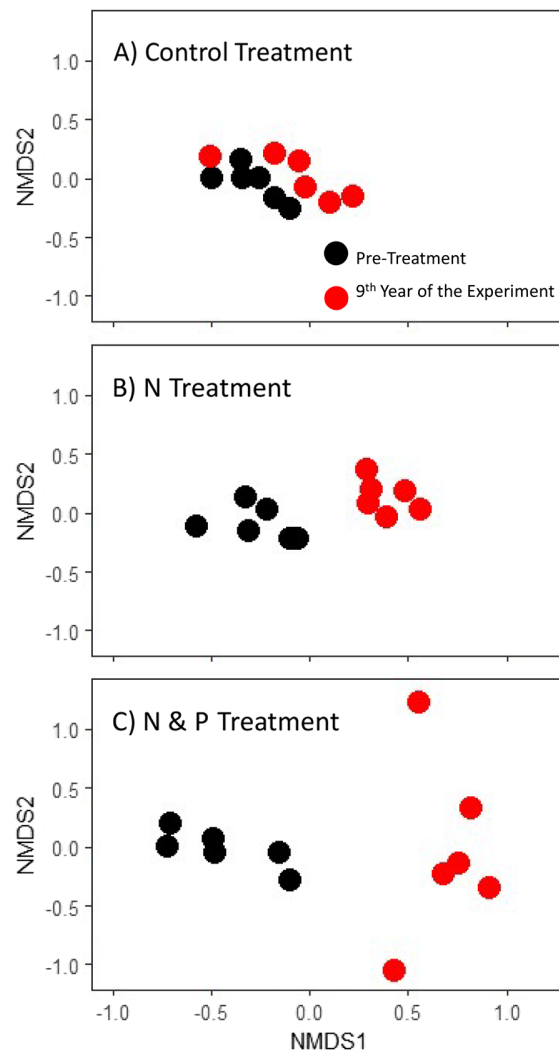 A) Control Treatment
1.0
0.5
0.0
-0.5
-1.0
NMDS2
Pre-Treatment
9th Year of the Experiment
B) N Treatment
1.0
0.5
0.0
-0.5
-1.0
NMDS2
C) N & P Treatment
1.0
0.5
0.0
-0.5
-1.0
NMDS2
-1.0 -0.5 0.0 0.5 1.0
NMDS1